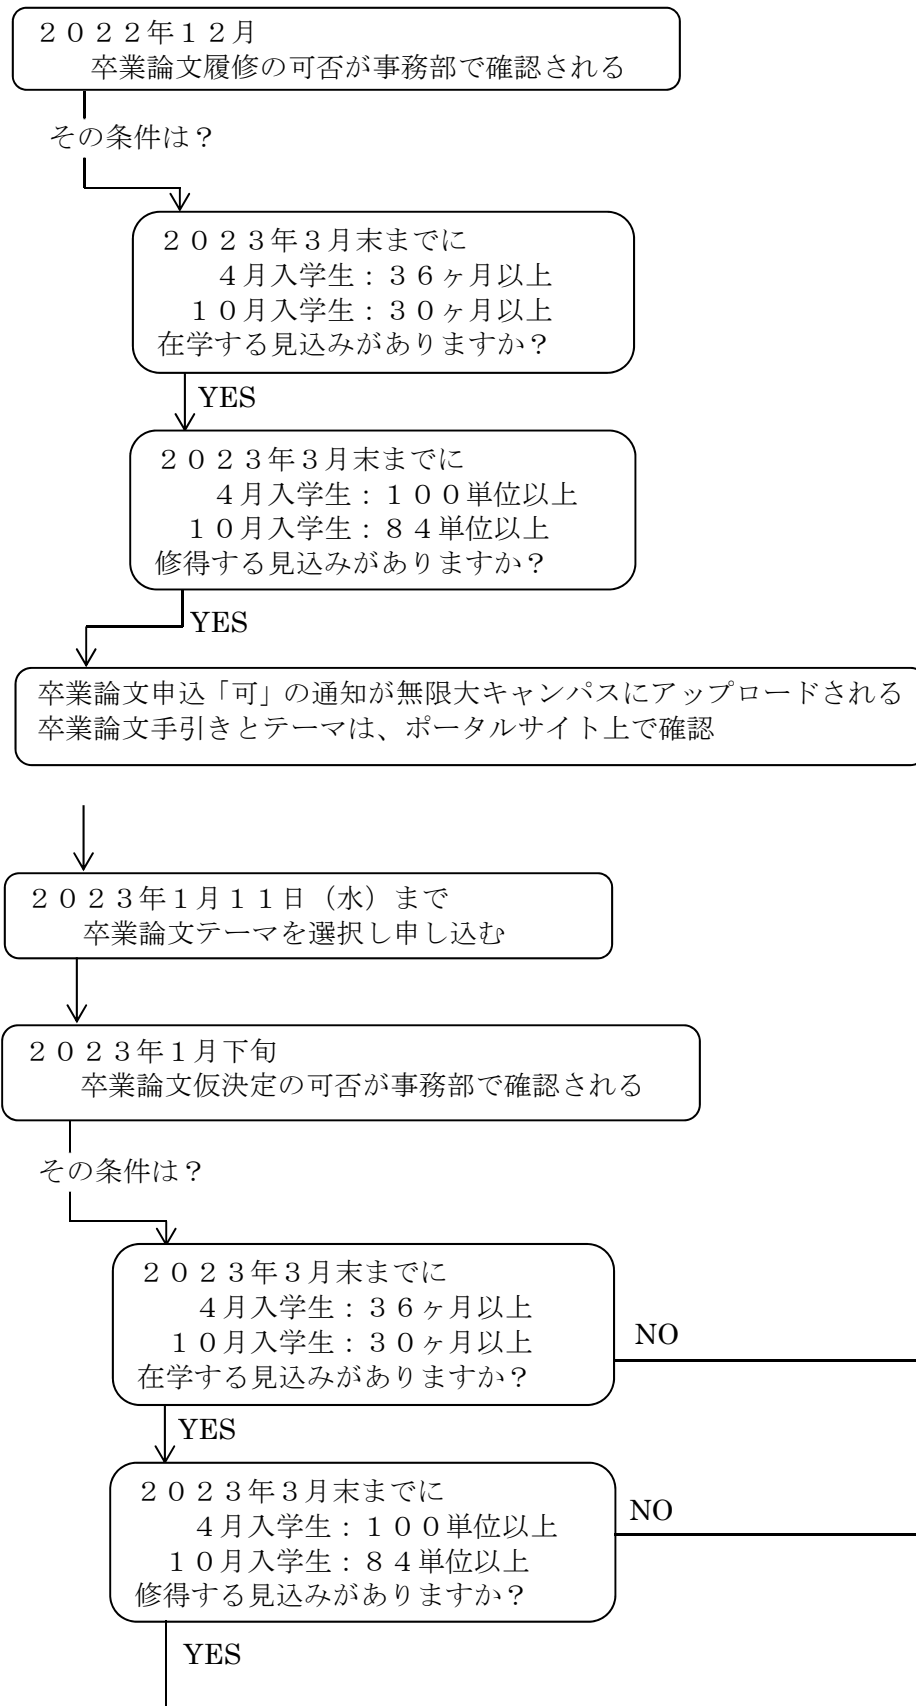 ２０２２年１２月
卒業論文履修の可否が事務部で確認される
その条件は？
２０２３年３月末までに
４月入学生：３６ヶ月以上
１０月入学生：３０ヶ月以上
在学する見込みがありますか？
YES
２０２３年３月末までに
４月入学生：１００単位以上
１０月入学生：８４単位以上
修得する見込みがありますか？
YES
卒業論文申込「可」の通知が無限大キャンパスにアップロードされる
卒業論文手引きとテーマは、ポータルサイト上で確認
２０２３年１月１１日（水）まで
卒業論文テーマを選択し申し込む
２０２３年１月下旬
卒業論文仮決定の可否が事務部で確認される
その条件は？
２０２３年３月末までに
４月入学生：３６ヶ月以上
１０月入学生：３０ヶ月以上
在学する見込みがありますか？
NO
YES
２０２３年３月末までに
４月入学生：１００単位以上
１０月入学生：８４単位以上
修得する見込みがありますか？
NO
YES